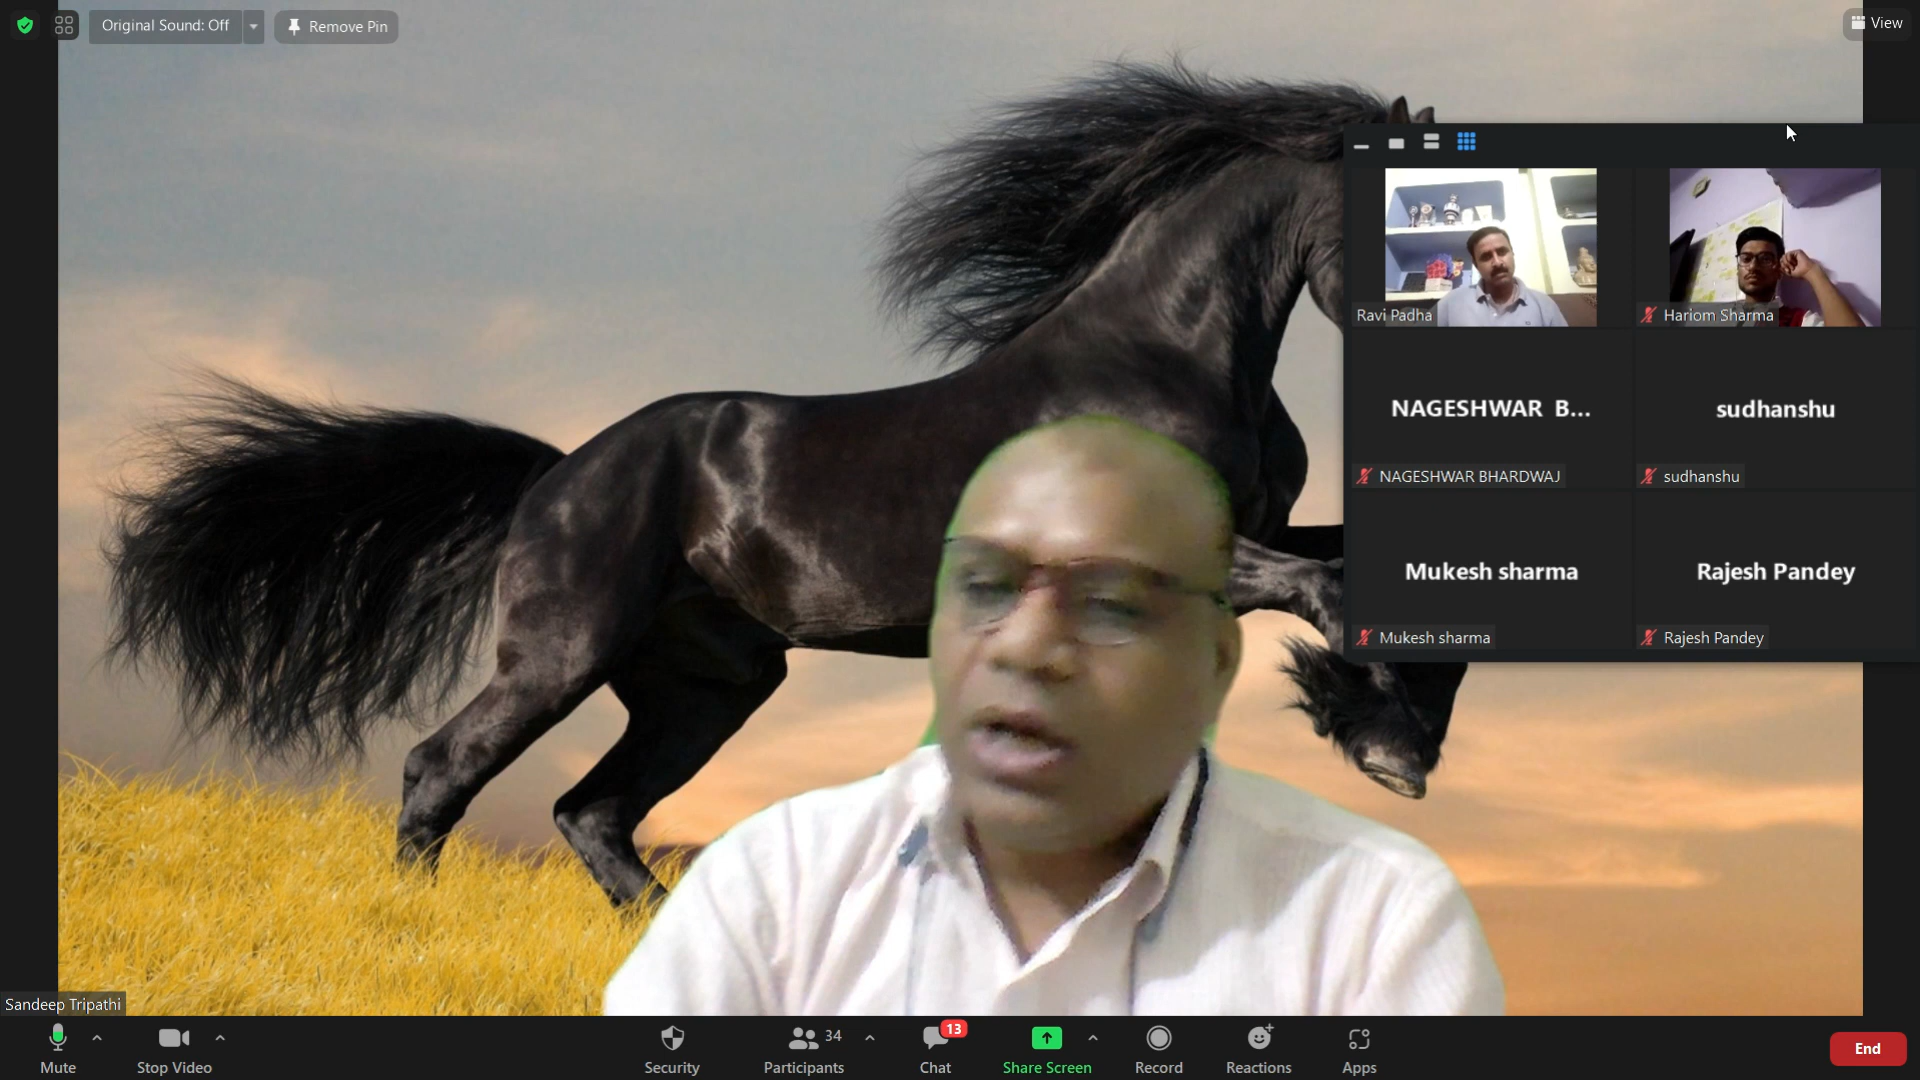 Original Sound: Off
Remove Pin
View
Ravi Padha
Hariom Sharma
NAGESHWAR B...
sudhanshu
NAGESHWAR BHARDWAJ
sudhanshu
Mukesh sharma
Rajesh Pandey
Mukesh sharma
Rajesh Pandey
Sandeep Tripathi
Mute
Stop Video
Security
34
Participants
13
Chat
Share Screen
Record
Reactions
Apps
End